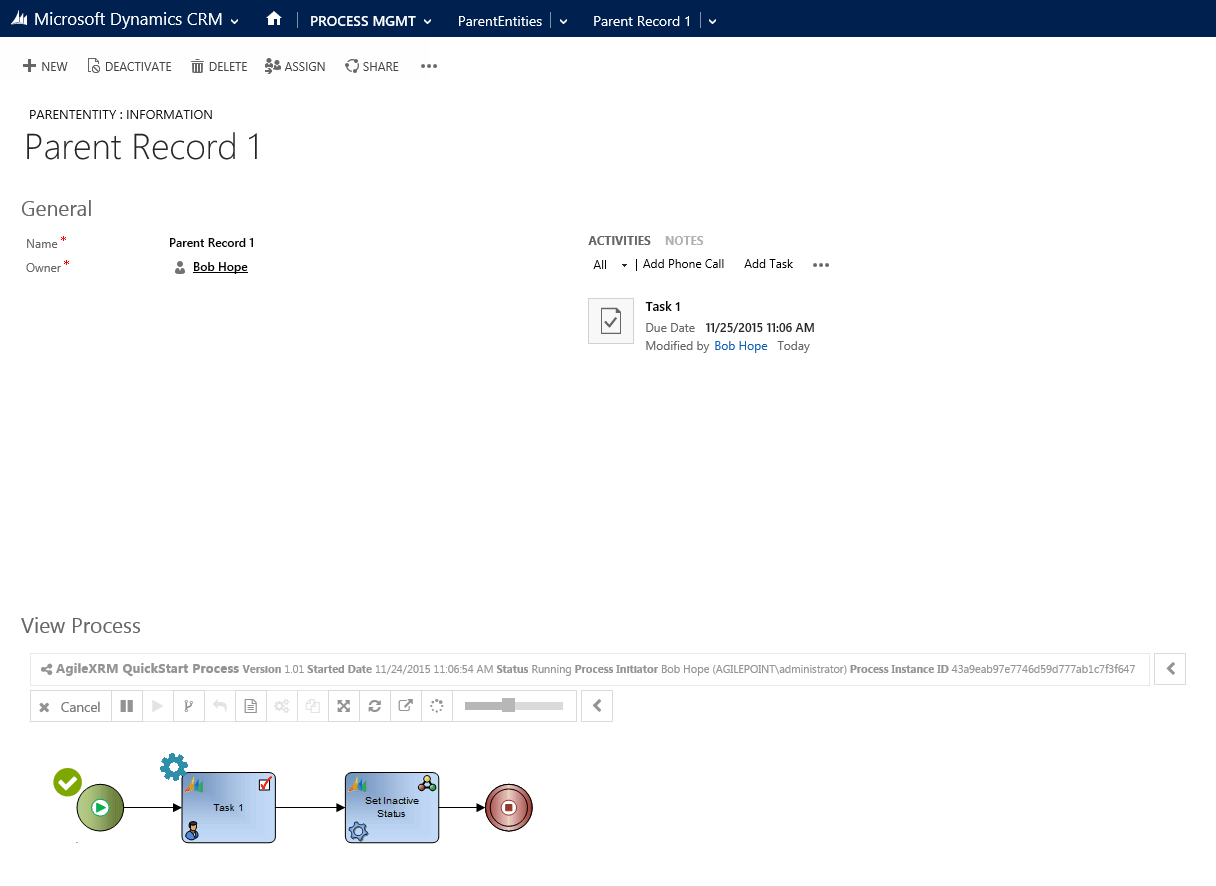 Microsoft Dynamics CRM PROCESS MGMT ParentEntities Parent Record 1
NEW DEACTIVATE DELETE ASSIGN SHARE •••
PARENTENTITY : INFORMATION
Parent Record 1
General
Name * Parent Record 1
Owner * Bob Hope
ACTIVITIES NOTES
All | Add Phone Call Add Task •••
Task 1
Due Date 11/25/2015 11:06 AM
Modified by Bob Hope Today
View Process
AgileXRM QuickStart Process Version 1.01 Started Date 11/24/2015 11:06:54 AM Status Running Process Initiator Bob Hope (AGILEPOINT\administrator) Process Instance ID 43a9eab97e7746d59d777ab1c7f3f647
Cancel
Task 1
Set Inactive
Status